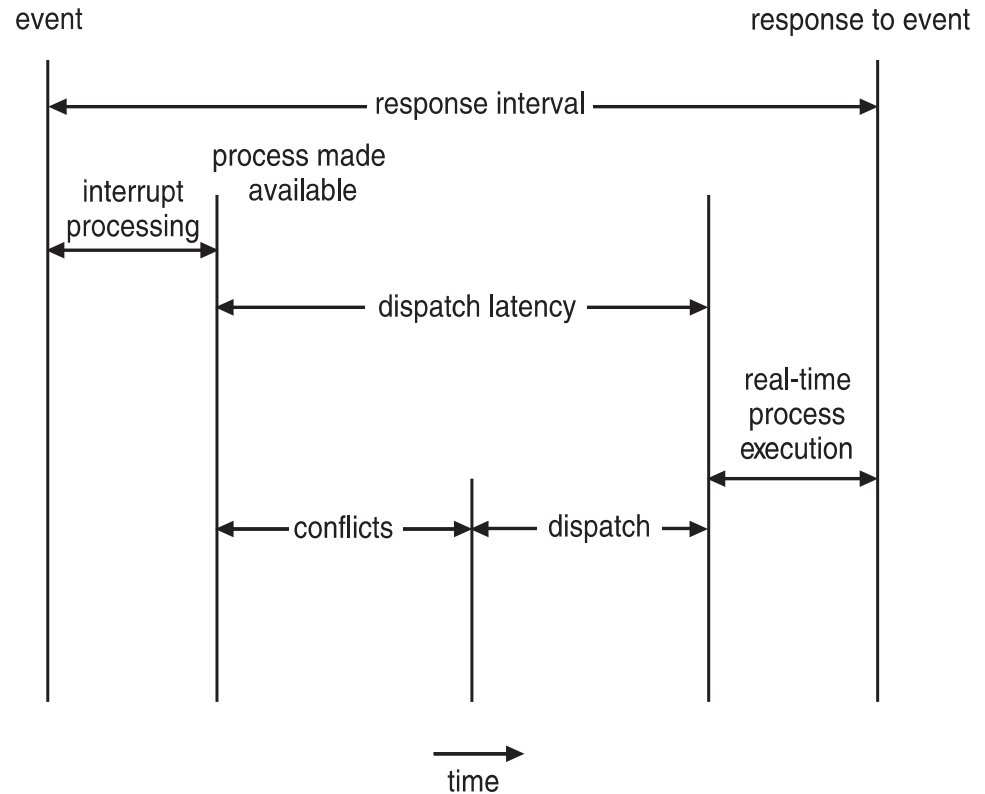 event
response to event
response interval
process made
available
interrupt
processing
dispatch latency
real-time
process
execution
conflicts
dispatch
time